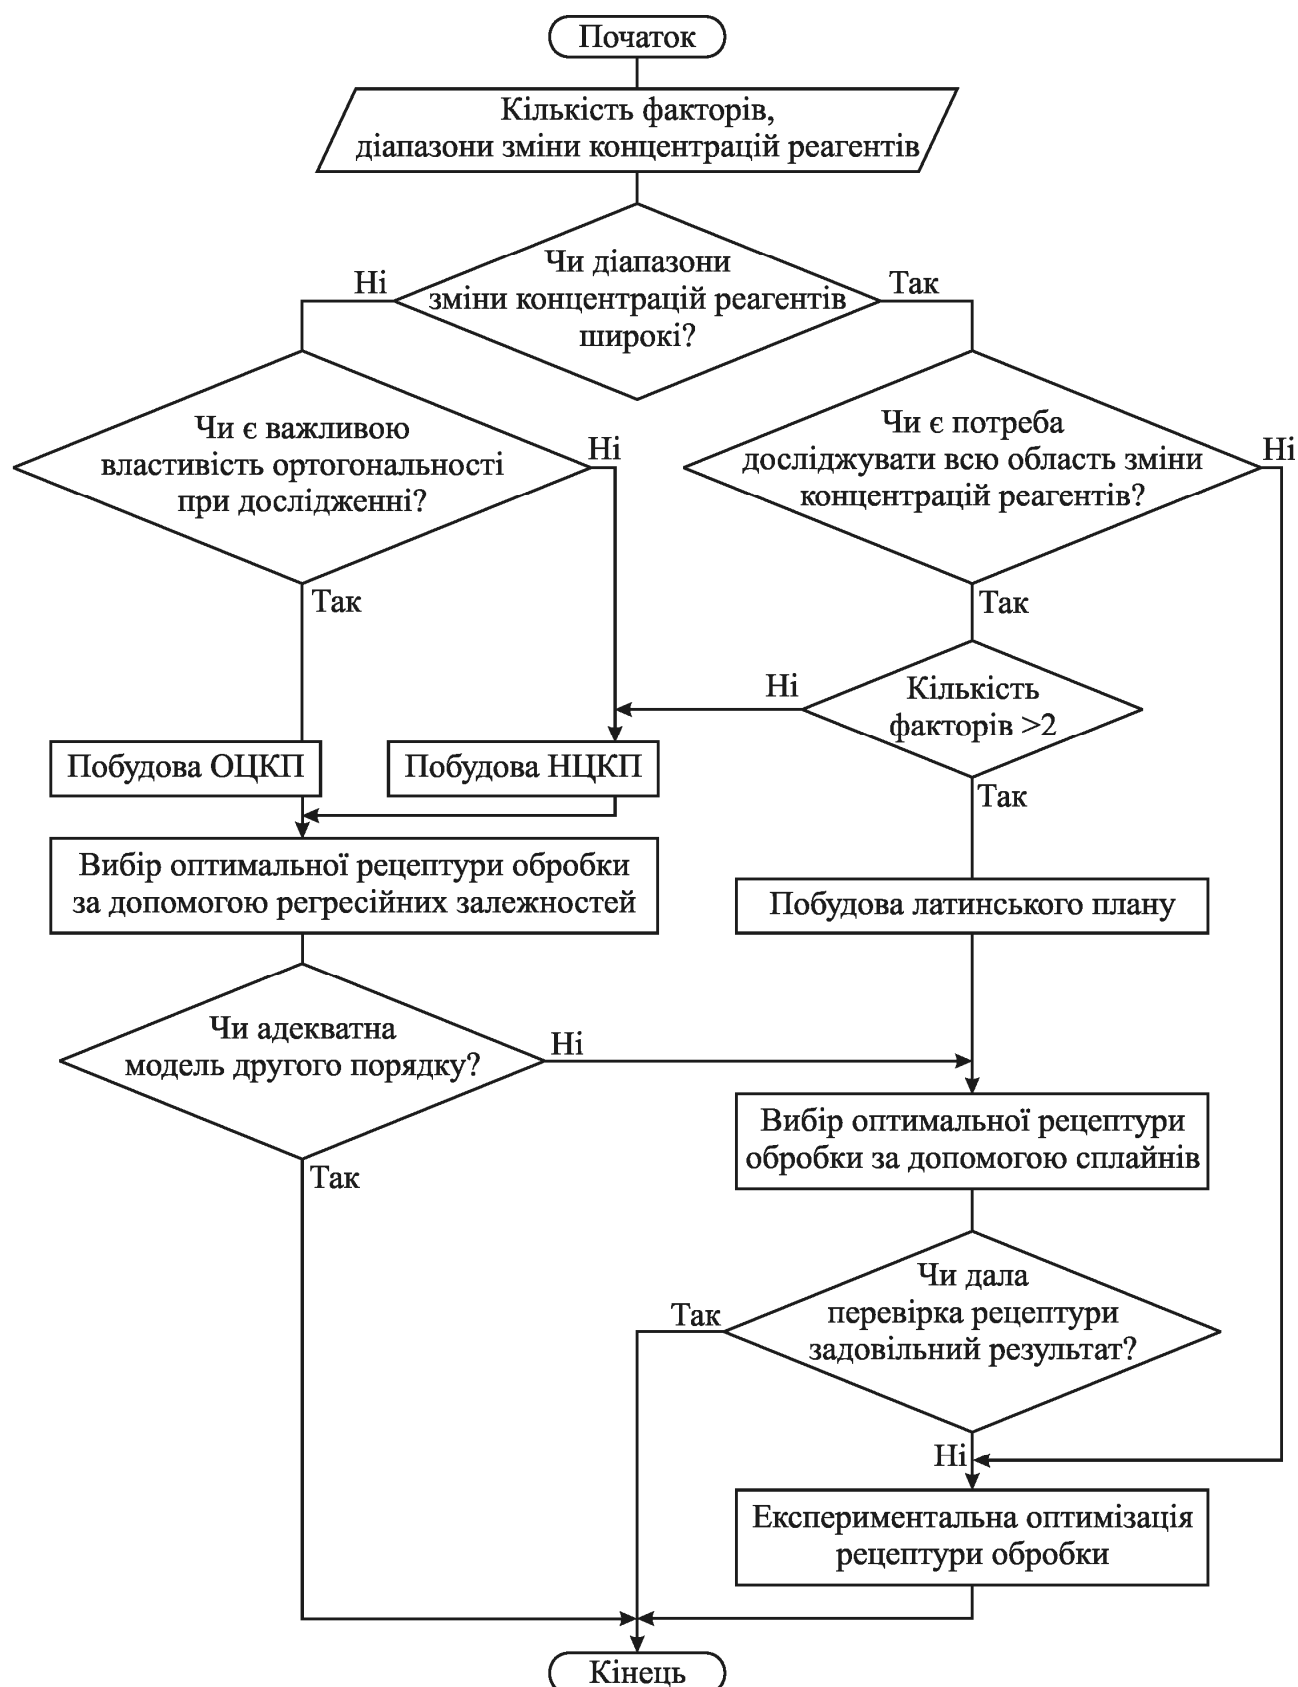 Початок
Кількість факторів,
діапазони зміни концентрацій реагентів
Чи діапазони
зміни концентрацій реагентів
широкі?
Ні
Так
Чи є важливою
властивість ортогональності
при дослідженні?
Ні
Так
Чи є потреба
досліджувати всю область зміни
концентрацій реагентів?
Ні
Так
Кількість
факторів >2
Ні
Так
Побудова ОЦКП
Побудова НЦКП
Вибір оптимальної рецептури обробки
за допомогою регресійних залежностей
Побудова латинського плану
Чи адекватна
модель другого порядку?
Ні
Так
Вибір оптимальної рецептури
обробки за допомогою сплайнів
Чи дала
перевірка рецептури
задовільний результат?
Так
Ні
Експериментальна оптимізація
рецептури обробки
Кінець